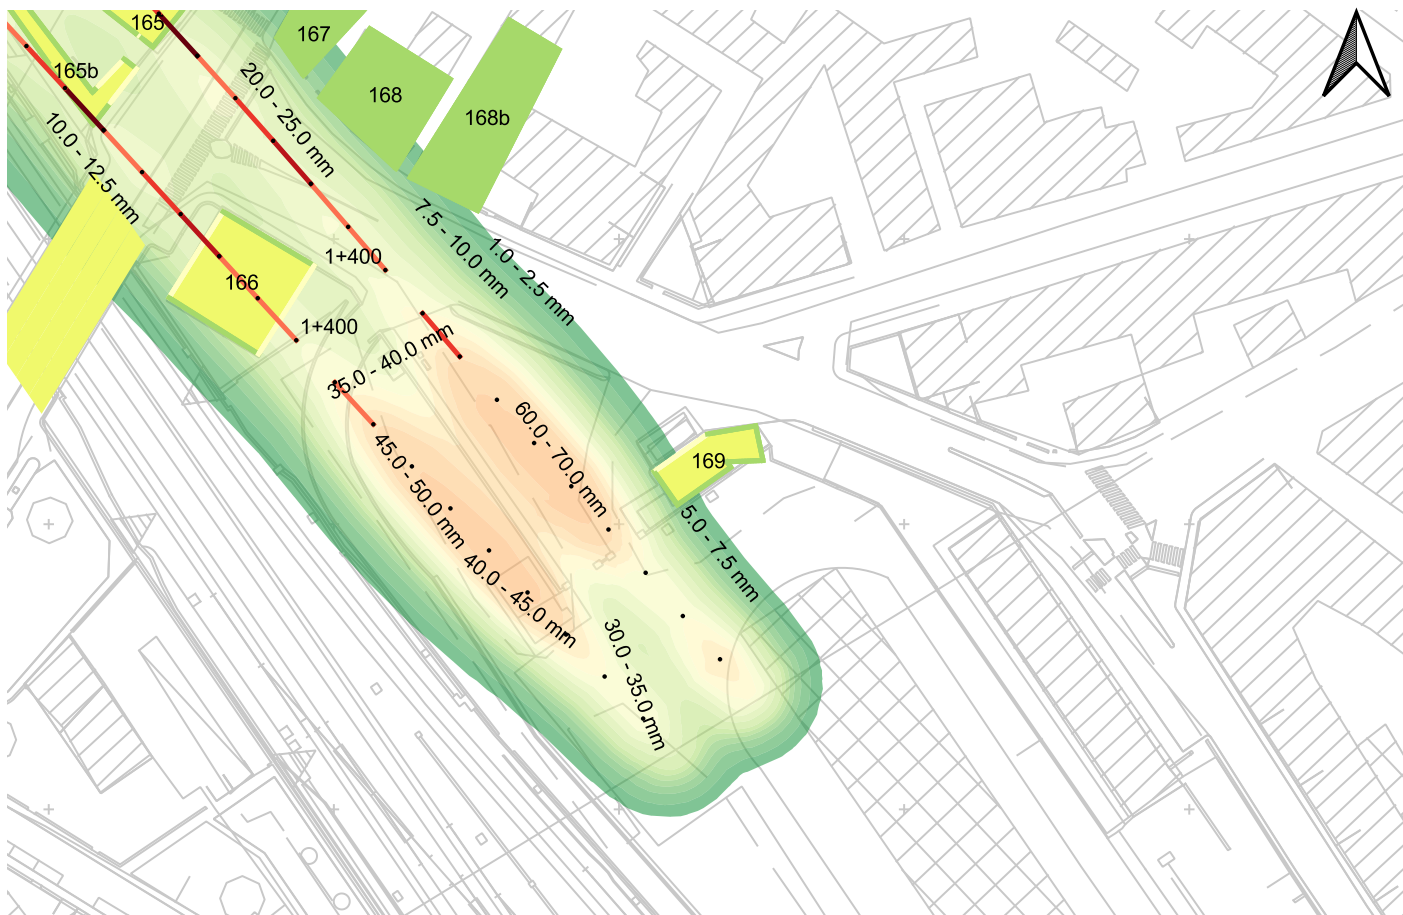 165
167
165b
20.0 - 25.0 mm
168
168b
10.0 - 12.5 mm
7.5 - 10.0 mm
1.0 - 2.5 mm
1+400
166
1+400
35.0 - 40.0 mm
60.0 - 70.0 mm
45.0 - 50.0 mm
169
5.0 - 7.5 mm
40.0 - 45.0 mm
30.0 - 35.0 mm